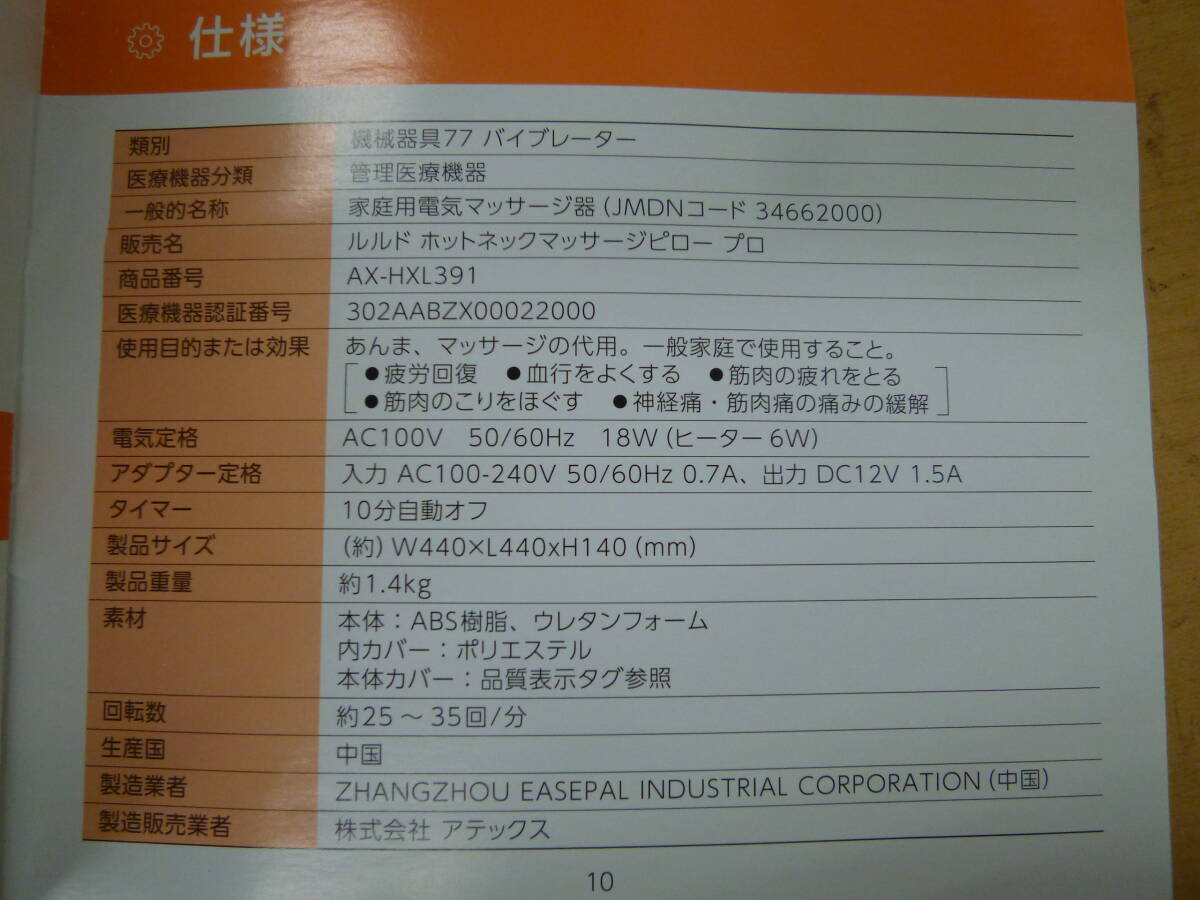 仕様
類別 機械器具77 バイブレーター
医療機器分類 管理医療機器
一般的名称 家庭用電気マッサージ器 (JMDNコード 34662000)
販売名 ルルド ホットネックマッサージピロー プロ
商品番号 AX-HXL391
医療機器認証番号 302AABZX00022000
使用目的または効果 あんま、マッサージの代用。一般家庭で使用すること。
●疲労回復 ●血行をよくする ●筋肉の疲れをとる
●筋肉のこりをほぐす ●神経痛・筋肉痛の痛みの緩解
電気定格 AC100V 50/60Hz 18W (ヒーター 6W)
アダプター定格 入力 AC100-240V 50/60Hz 0.7A、出力 DC12V 1.5A
タイマー 10分自動オフ
製品サイズ (約) W440×L440xH140 (mm)
製品重量 約1.4kg
素材 本体：ABS樹脂、ウレタンフォーム
内カバー：ポリエステル
本体カバー：品質表示タグ参照
回転数 約25～35回/分
生産国 中国
製造業者 ZHANGZHOU EASEPAL INDUSTRIAL CORPORATION (中国)
製造販売業者 株式会社 アテックス
10